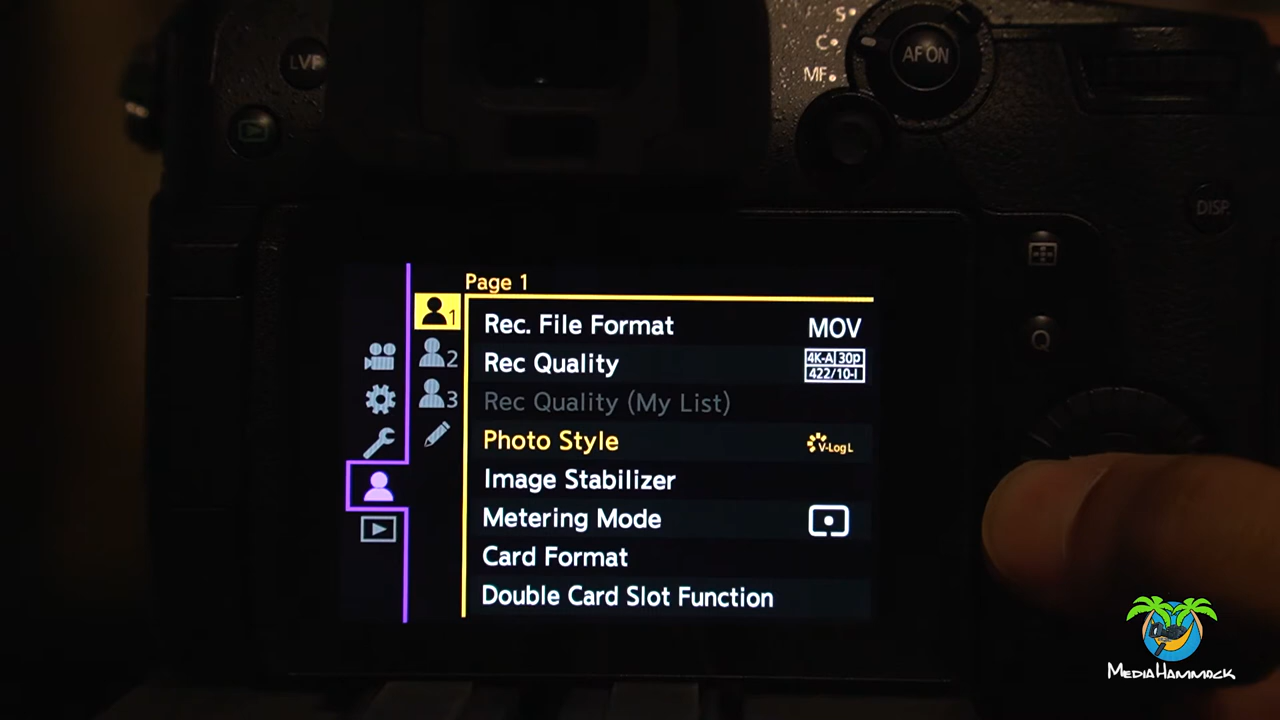 S
C
AF ON
LVF
MF
DISP.
Page 1
1
Rec. File Format MOV
2
Rec Quality 4K-A 30p
422/10-I
3
Rec Quality (My List)
Q
Photo Style V-Log L
Image Stabilizer
Metering Mode
Card Format
Double Card Slot Function
MEDIAHAMMOCK